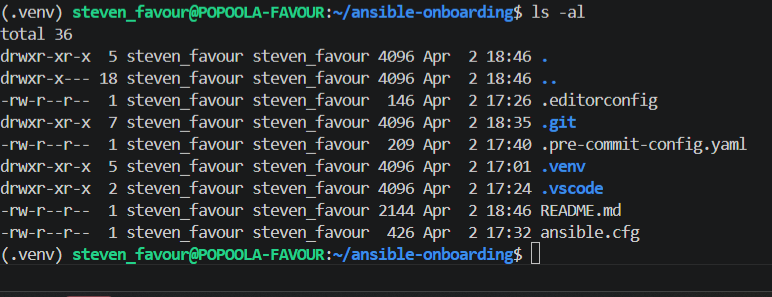 (.venv) steven_favour@POPOOLA-FAVOUR:~/ansible-onboarding$ ls -al
total 36
drwxr-xr-x  5 steven_favour steven_favour 4096 Apr  2 18:46 .
drwxr-x--- 18 steven_favour steven_favour 4096 Apr  2 18:46 ..
-rw-r--r--  1 steven_favour steven_favour  146 Apr  2 17:26 .editorconfig
drwxr-xr-x  7 steven_favour steven_favour 4096 Apr  2 18:35 .git
-rw-r--r--  1 steven_favour steven_favour  209 Apr  2 17:40 .pre-commit-config.yaml
drwxr-xr-x  5 steven_favour steven_favour 4096 Apr  2 17:01 .venv
drwxr-xr-x  2 steven_favour steven_favour 4096 Apr  2 17:24 .vscode
-rw-r--r--  1 steven_favour steven_favour 2144 Apr  2 18:46 README.md
-rw-r--r--  1 steven_favour steven_favour  426 Apr  2 17:32 ansible.cfg
(.venv) steven_favour@POPOOLA-FAVOUR:~/ansible-onboarding$